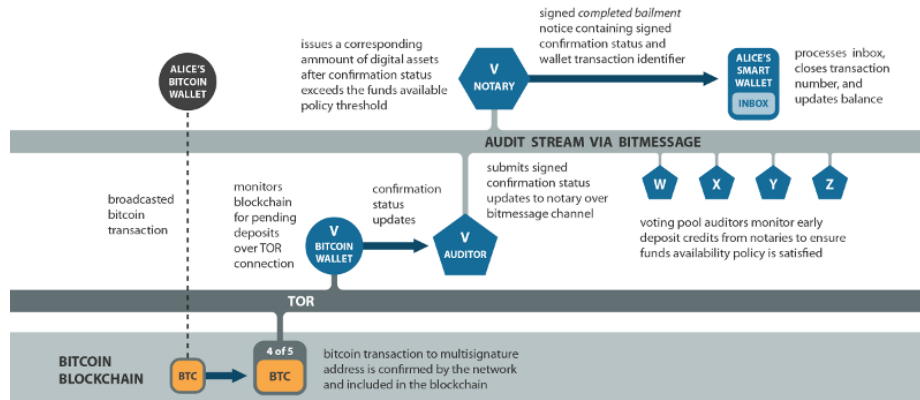 ALICE'S
BITCOIN
WALLET
issues a corresponding
ammount of digital assets
after confirmation status
exceeds the funds available
policy threshold
V
NOTARY
signed completed bailment
notice containing signed
confirmation status and
wallet transaction identifier
ALICE'S
SMART
WALLET
INBOX
processes inbox,
closes transaction
number, and
updates balance
AUDIT STREAM VIA BITMESSAGE
broadcasted
bitcoin
transaction
monitors
blockchain
for pending
deposits
over TOR
connection
V
BITCOIN
WALLET
confirmation
status
updates
V
AUDITOR
submits signed
confirmation status
updates to notary over
bitmessage channel
W
X
Y
Z
voting pool auditors monitor early
deposit credits from notaries to ensure
funds availability policy is satisfied
TOR
BITCOIN
BLOCKCHAIN
BTC
4 of 5
BTC
bitcoin transaction to multisignature
address is confirmed by the network
and included in the blockchain